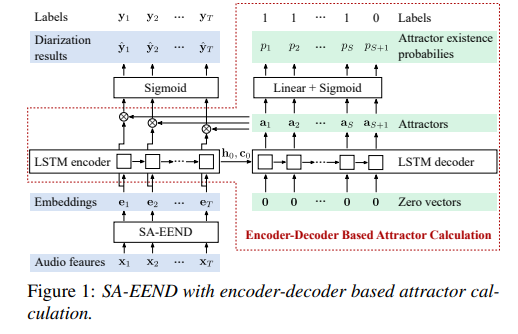 Labels y1 y2 ... yT 1 1 ... 1 0 Labels
Diarization results ŷ1 ŷ2 ... ŷT p1 p2 ... pS pS+1 Attractor existence probabilies
Sigmoid Linear + Sigmoid
a1 a2 ... aS aS+1 Attractors
LSTM encoder ... h0, c0 ... LSTM decoder
Embeddings e1 e2 ... eT 0 0 ... 0 0 Zero vectors
SA-EEND
Encoder-Decoder Based Attractor Calculation
Audio feaures x1 x2 ... xT
Figure 1: SA-EEND with encoder-decoder based attractor cal-
culation.